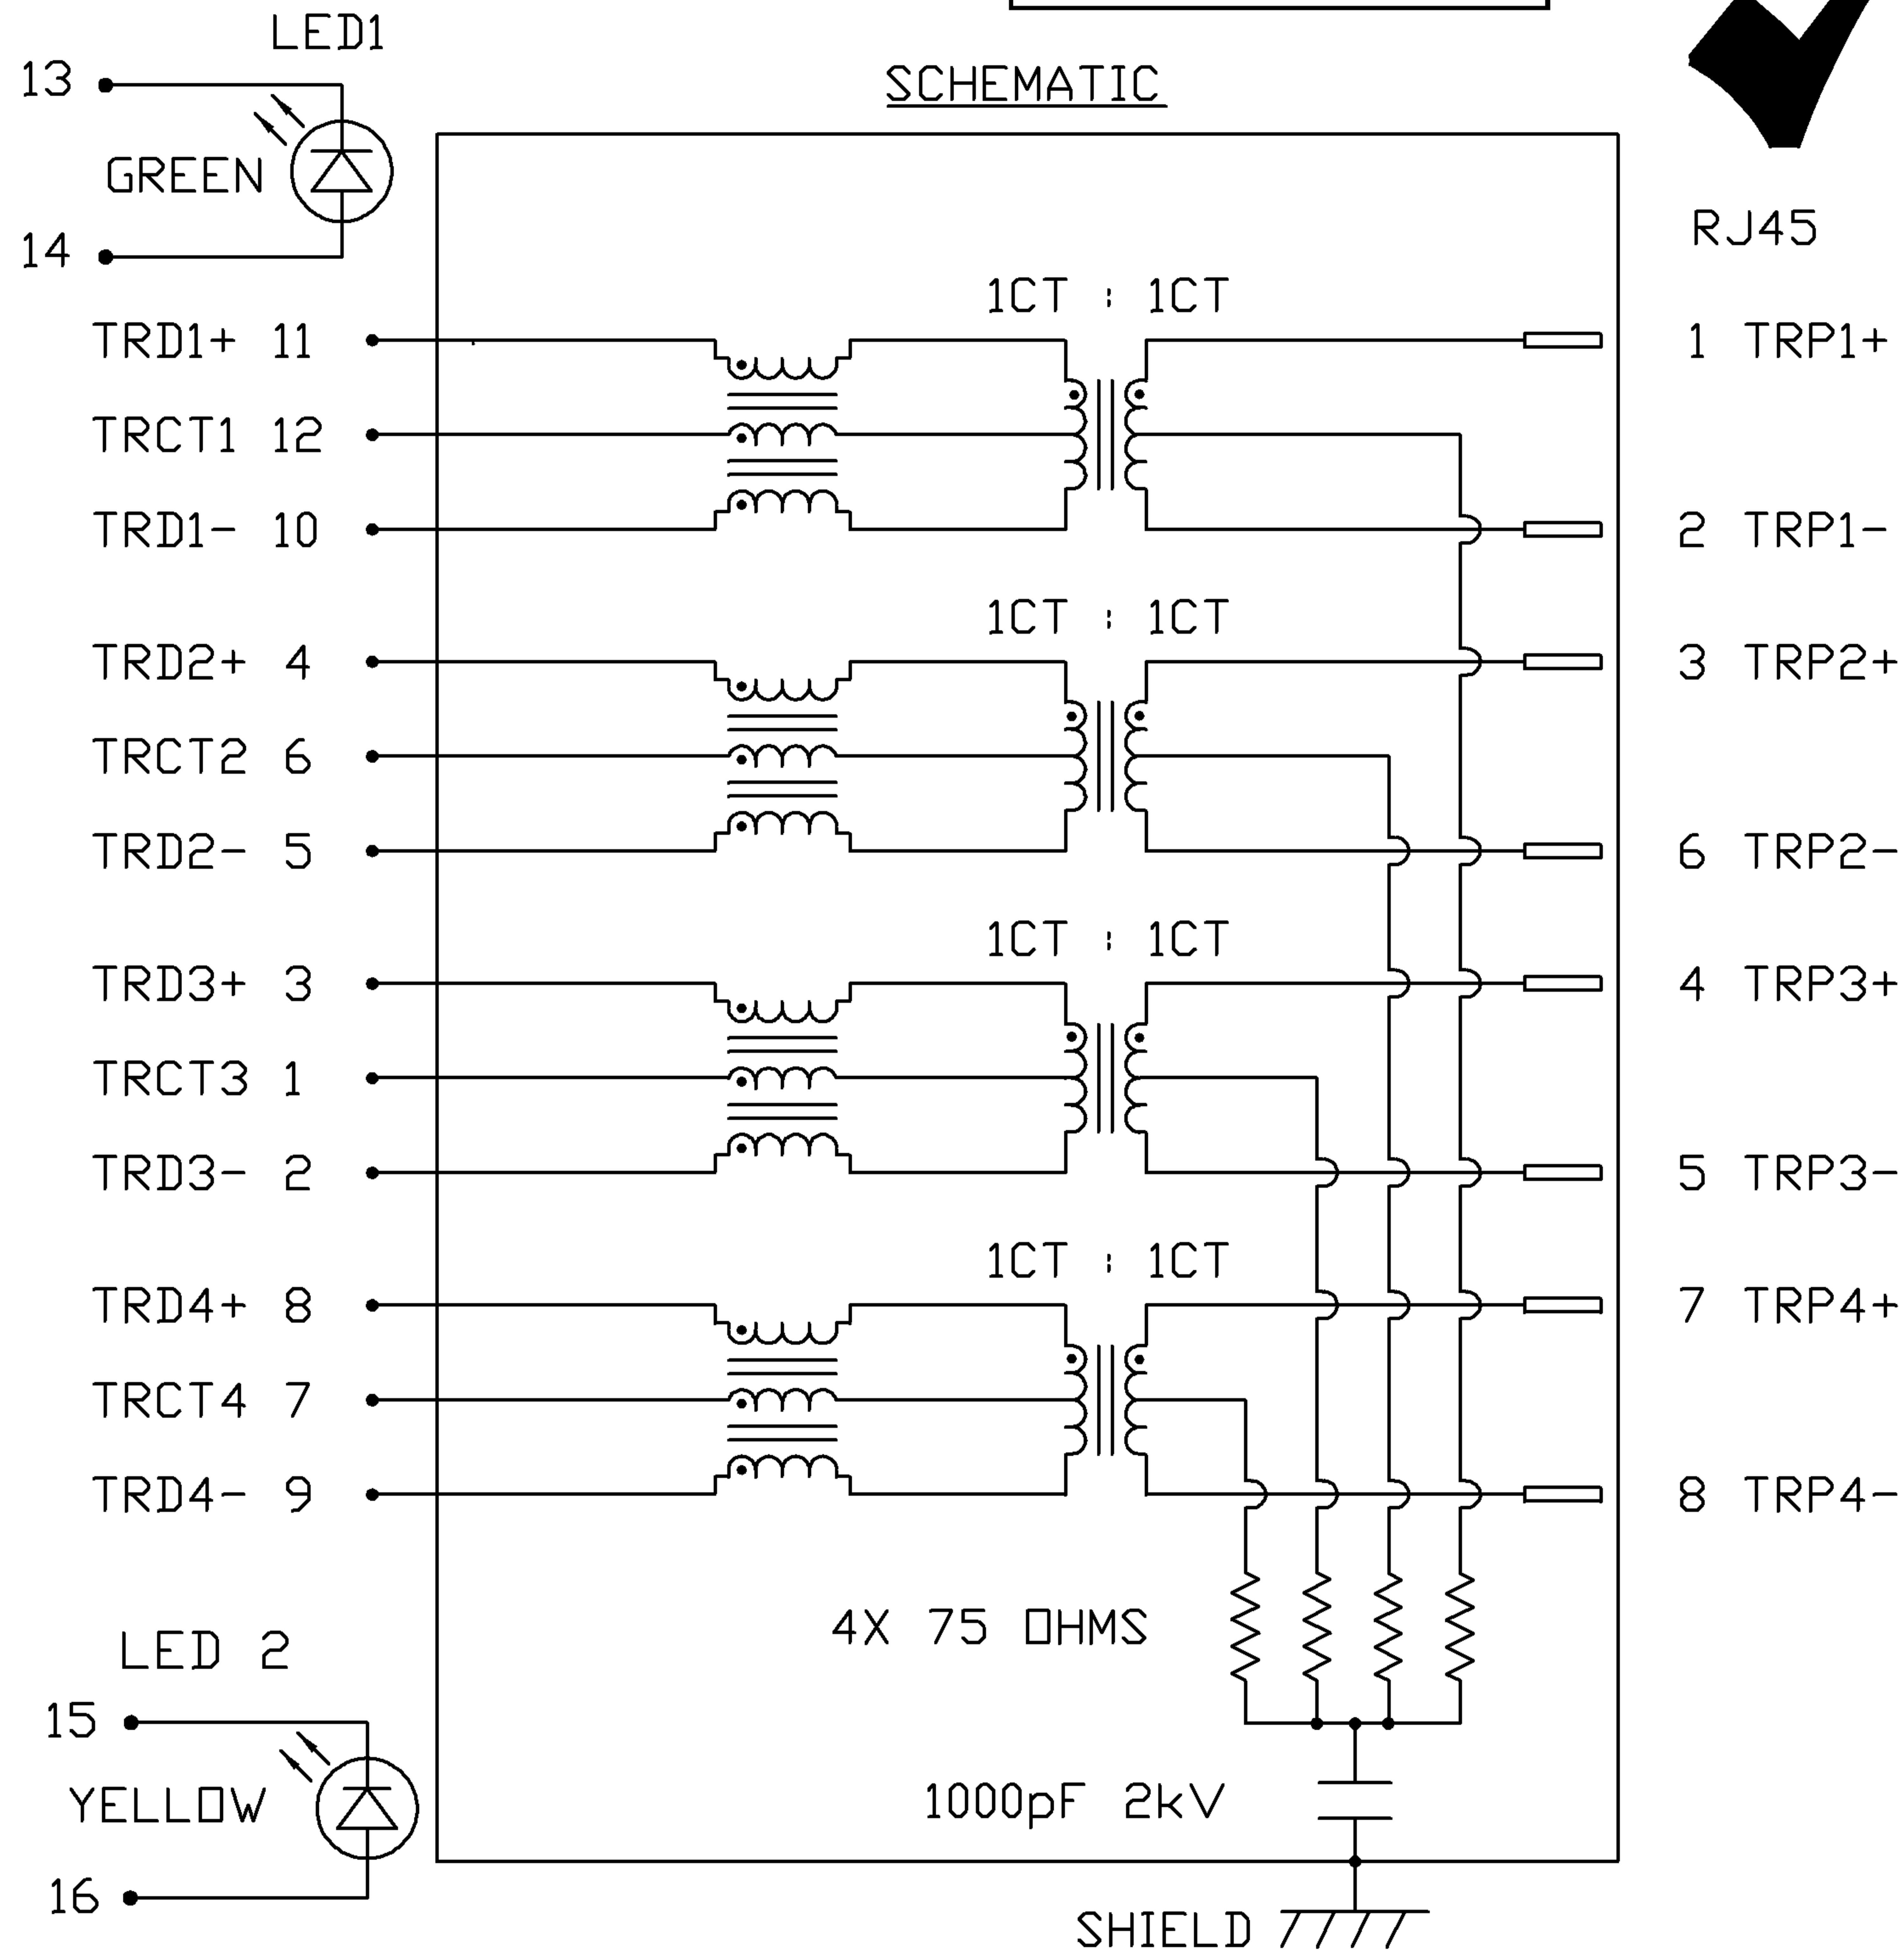 LED1
13
SCHEMATIC
GREEN
14
RJ45
1CT : 1CT
TRD1+ 11
1 TRP1+
TRCT1 12
TRD1- 10
2 TRP1-
1CT : 1CT
TRD2+ 4
3 TRP2+
TRCT2 6
TRD2- 5
6 TRP2-
1CT : 1CT
TRD3+ 3
4 TRP3+
TRCT3 1
TRD3- 2
5 TRP3-
1CT : 1CT
TRD4+ 8
7 TRP4+
TRCT4 7
TRD4- 9
8 TRP4-
4X 75 OHMS
LED 2
15
YELLOW
1000pF 2kV
16
SHIELD